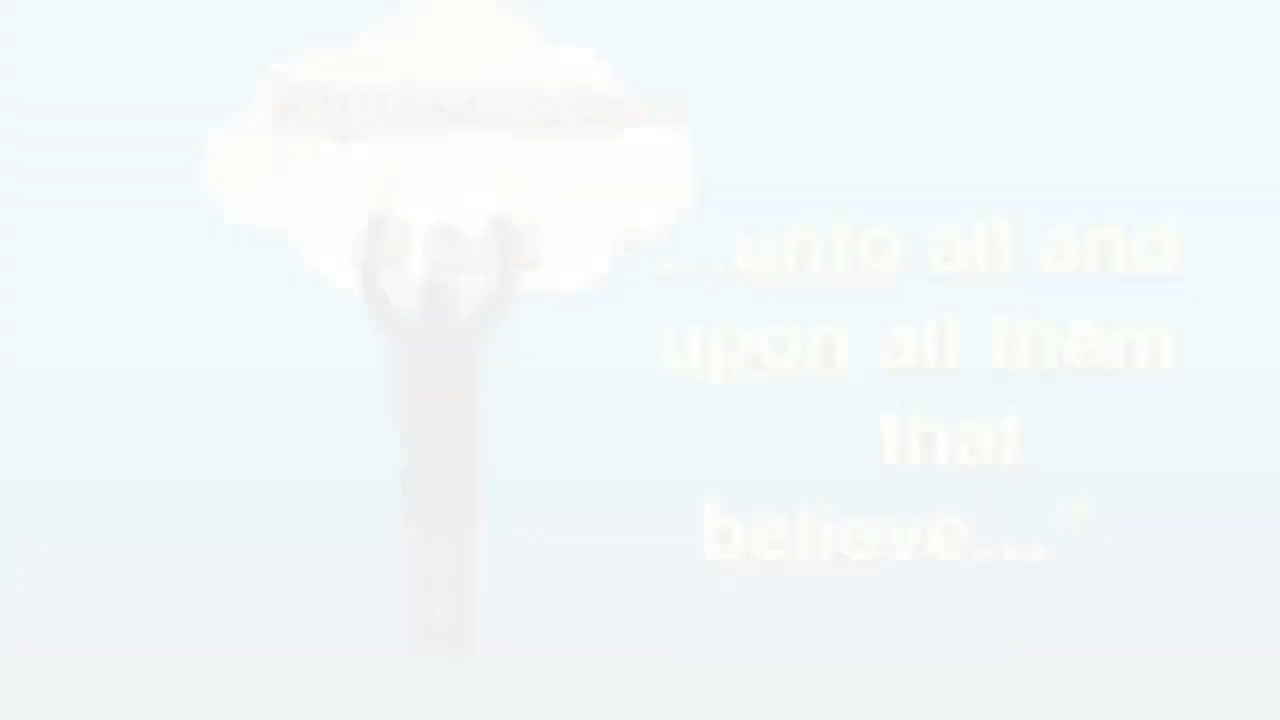 ...unto all and
upon all them
that
believe..."